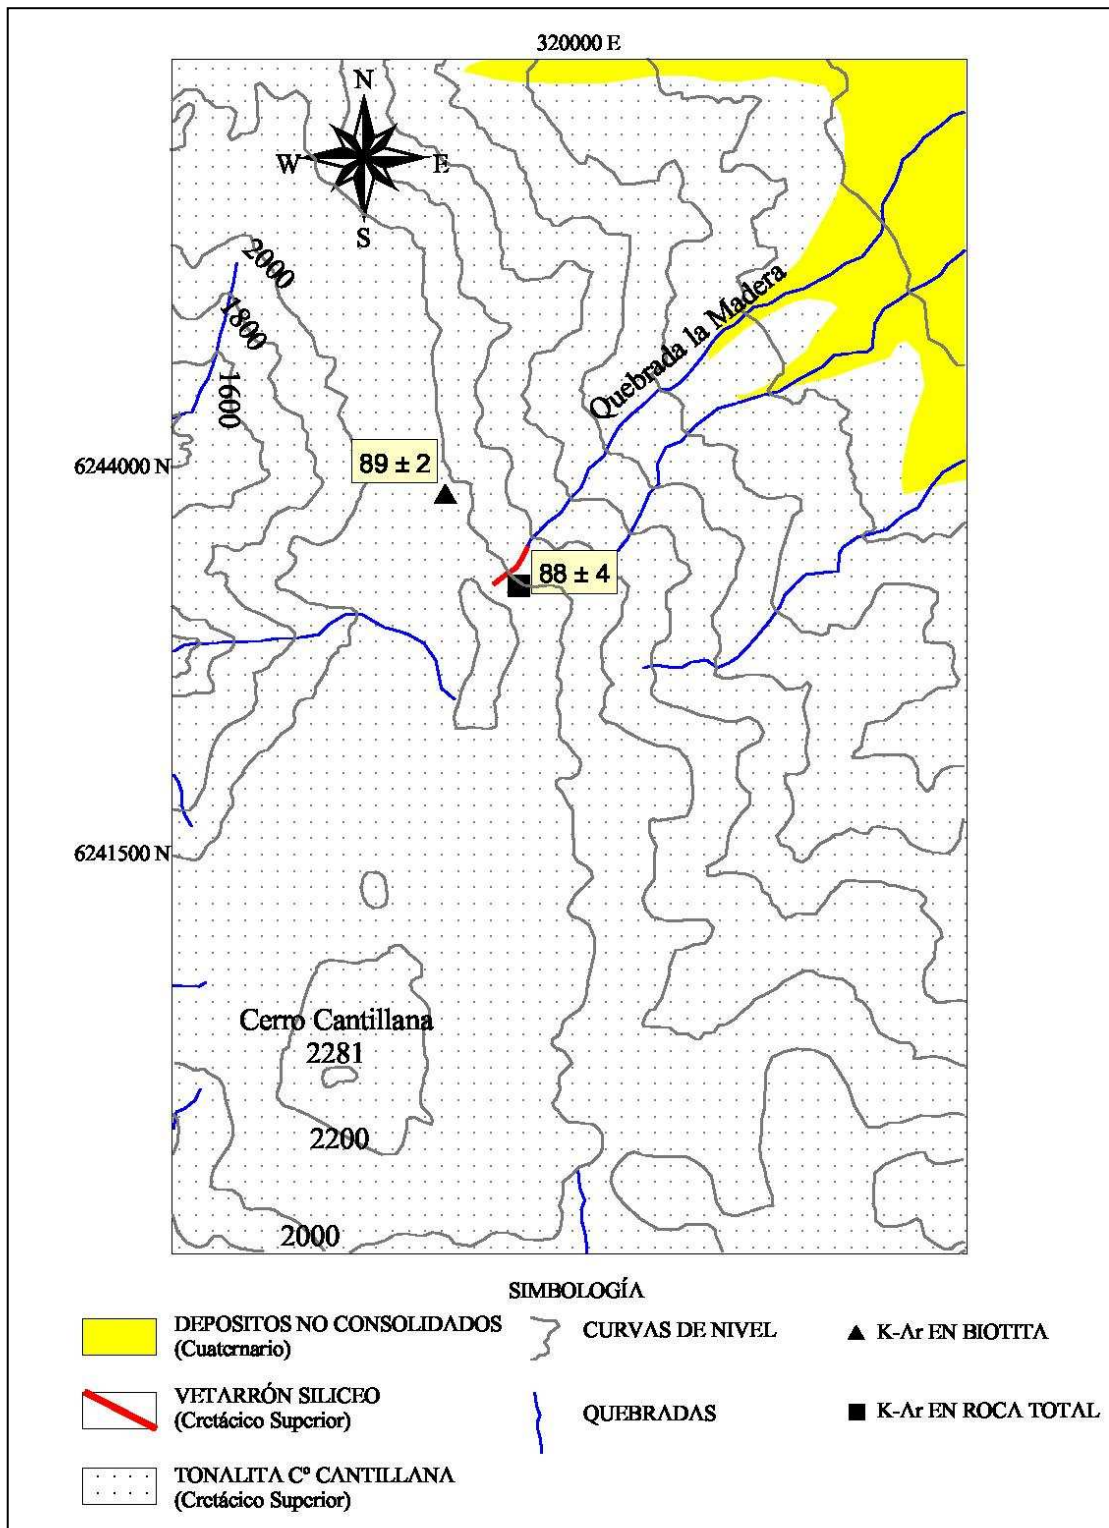 320000 E
N
W
E
S
2000
1800
1600
Quebrada la Madera
89 ± 2
6244000 N
88 ± 4
6241500 N
Cerro Cantillana
2281
2200
2000
SIMBOLOGÍA
DEPOSITOS NO CONSOLIDADOS
(Cuaternario)
CURVAS DE NIVEL
K-Ar EN BIOTITA
VETARRÓN SILICEO
(Cretácico Superior)
QUEBRADAS
K-Ar EN ROCA TOTAL
TONALITA Cº CANTILLANA
(Cretácico Superior)